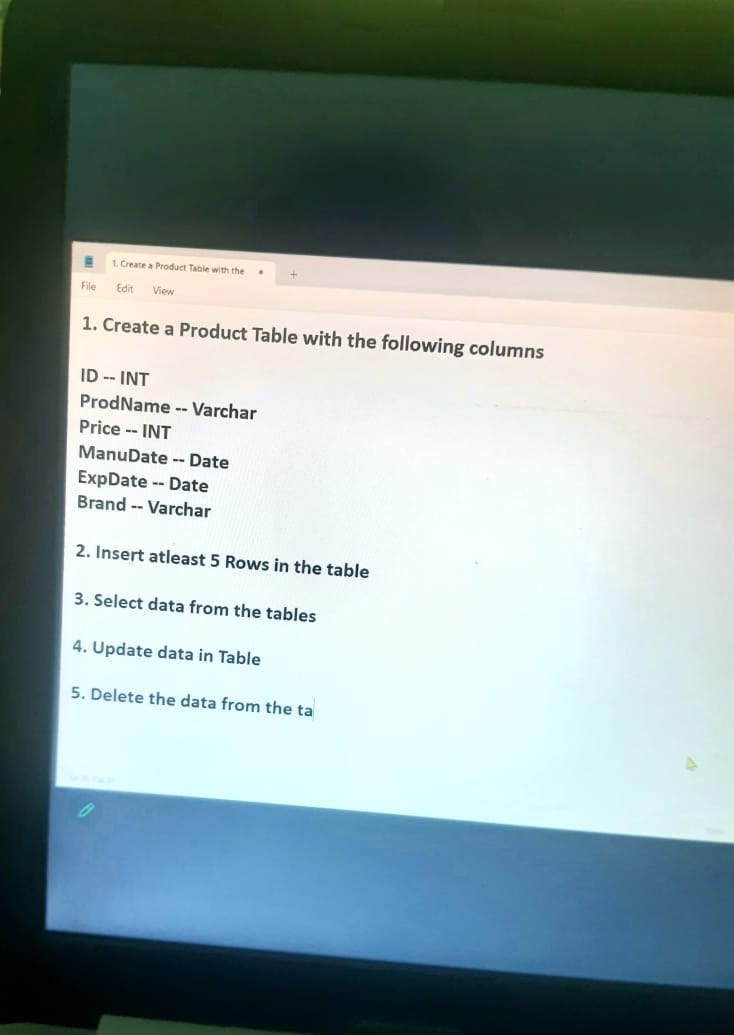 1. Create a Product Table with the
File Edit View
1. Create a Product Table with the following columns
ID -- INT
ProdName -- Varchar
Price -- INT
ManuDate -- Date
ExpDate -- Date
Brand -- Varchar
2. Insert atleast 5 Rows in the table
3. Select data from the tables
4. Update data in Table
5. Delete the data from the ta